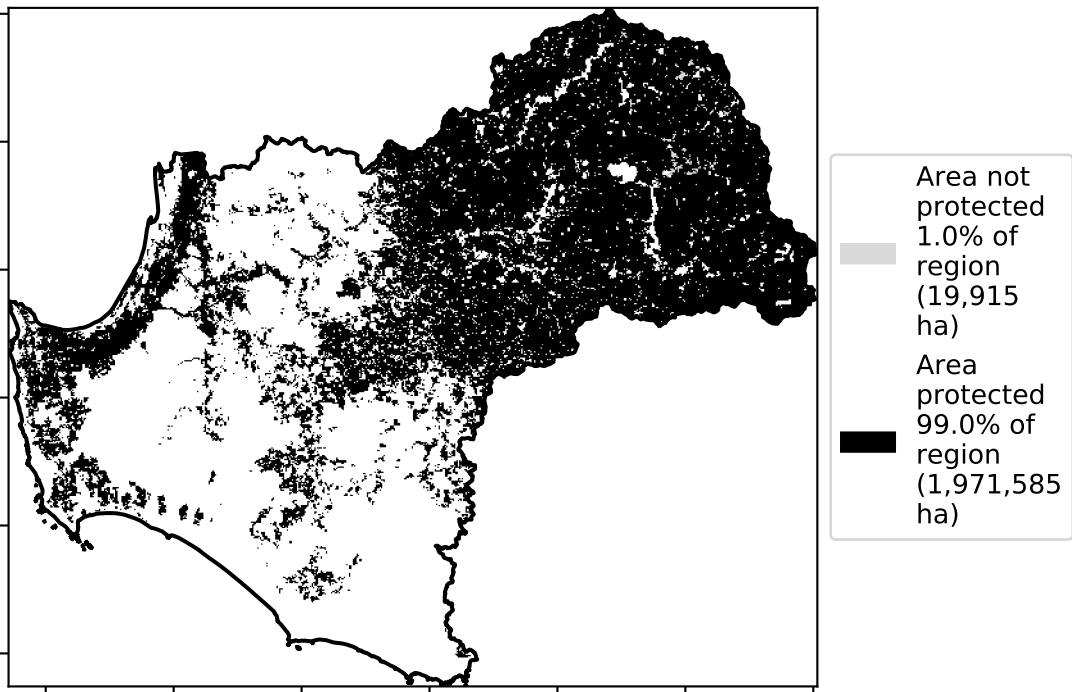 Area not
protected
1.0% of
region
(19,915
ha)
Area
protected
99.0% of
region
(1,971,585
ha)